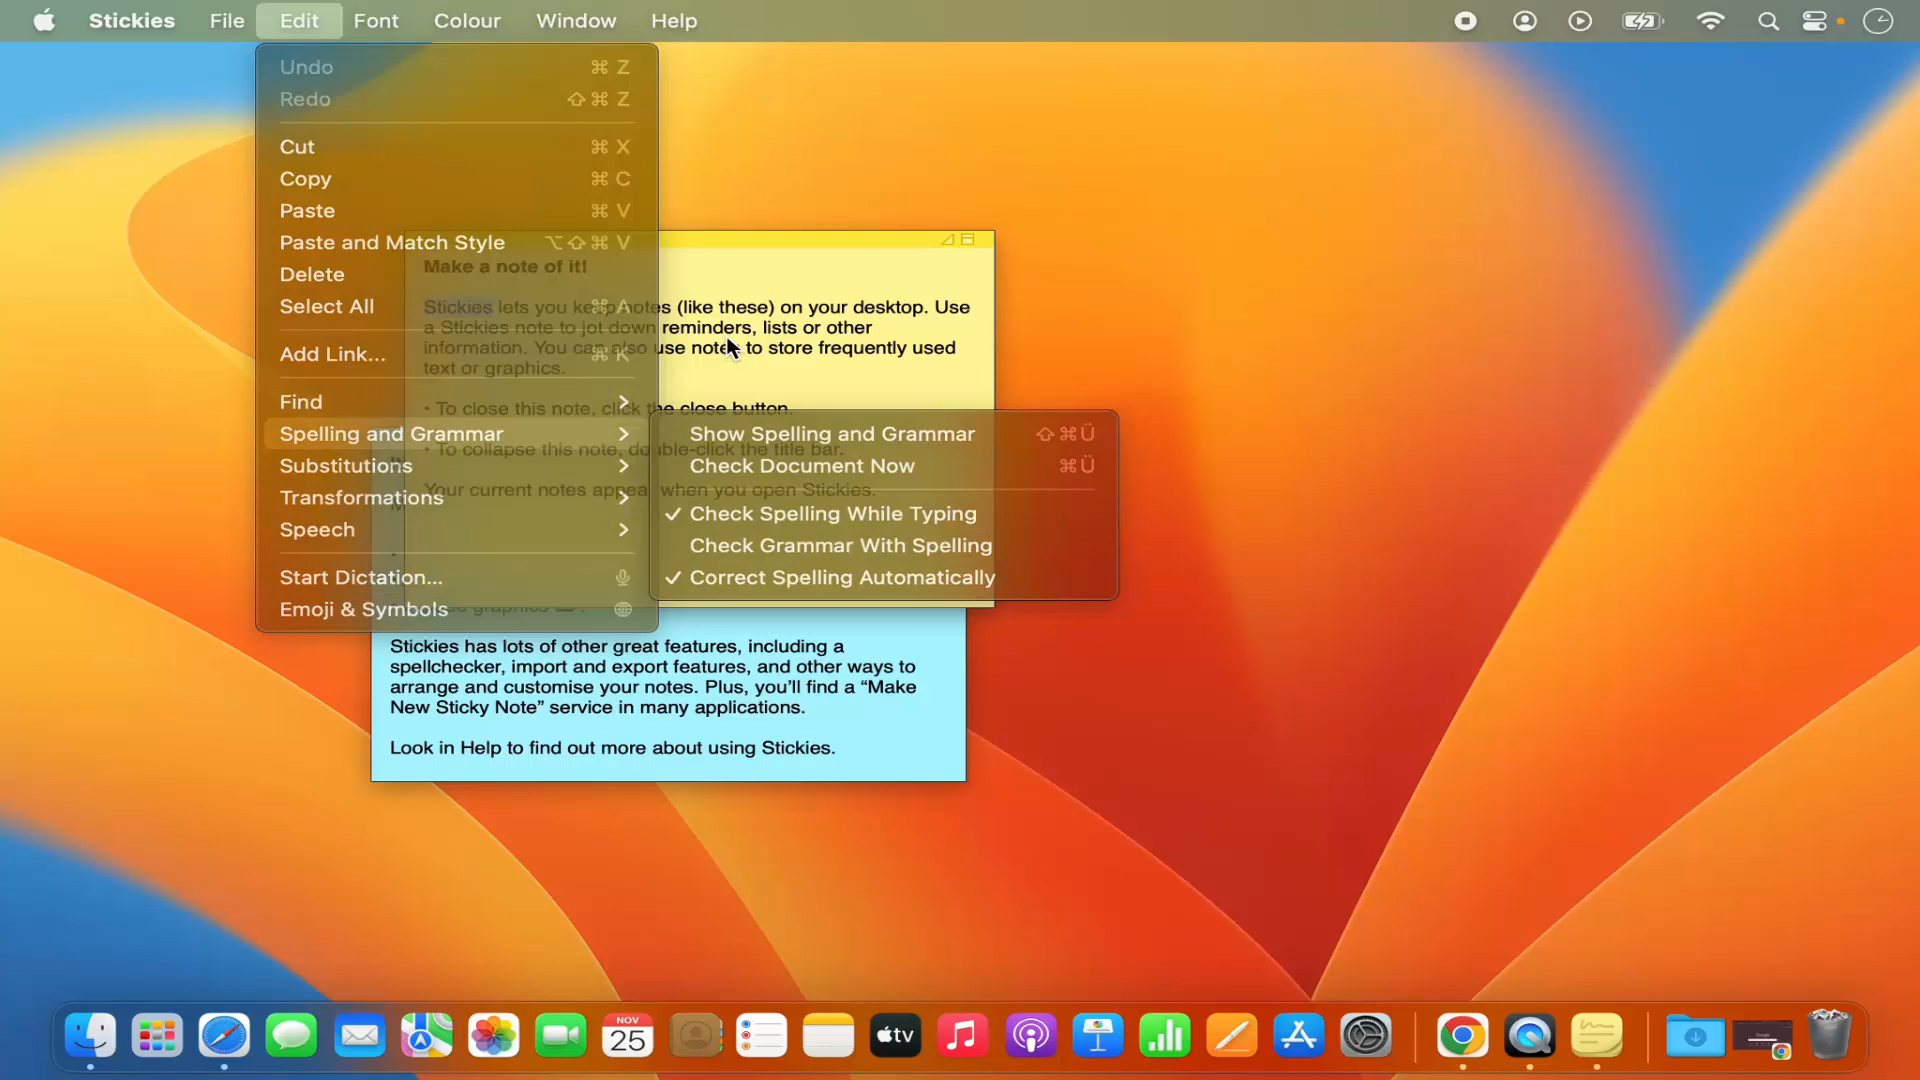 Stickies File Edit Font Colour Window Help
Undo ⌘ Z
Redo ⇧ ⌘ Z
Cut ⌘ X
Copy ⌘ C
Paste ⌘ V
Paste and Match Style ⌥ ⇧ ⌘ V
Delete
Select All ⌘ A
Add Link... ⌘ K
Find
Spelling and Grammar
Substitutions
Transformations
Speech
Start Dictation...
Emoji & Symbols
Show Spelling and Grammar ⇧ ⌘ Ü
Check Document Now ⌘ Ü
✓ Check Spelling While Typing
Check Grammar With Spelling
✓ Correct Spelling Automatically
Make a note of it!
Stickies lets you keep notes (like these) on your desktop. Use
a Stickies note to jot down reminders, lists or other
information. You can also use notes to store frequently used
text or graphics.
• To close this note, click the close button.
• To collapse this note, double-click the title bar.
Your current notes appear when you open Stickies.
Stickies has lots of other great features, including a
spellchecker, import and export features, and other ways to
arrange and customise your notes. Plus, you’ll find a “Make
New Sticky Note” service in many applications.
Look in Help to find out more about using Stickies.
NOV
25
tv